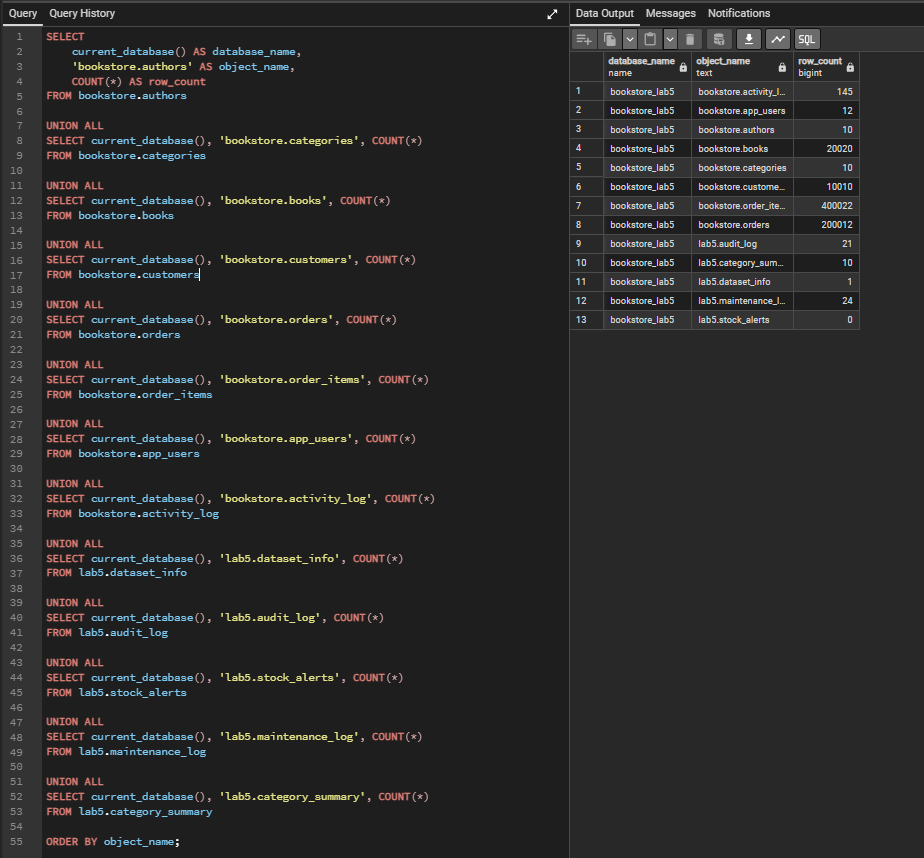 Query Query History
1 SELECT
2 current_database() AS database_name,
3 'bookstore.authors' AS object_name,
4 COUNT(*) AS row_count
5 FROM bookstore.authors
6
7 UNION ALL
8 SELECT current_database(), 'bookstore.categories', COUNT(*)
9 FROM bookstore.categories
10
11 UNION ALL
12 SELECT current_database(), 'bookstore.books', COUNT(*)
13 FROM bookstore.books
14
15 UNION ALL
16 SELECT current_database(), 'bookstore.customers', COUNT(*)
17 FROM bookstore.customers
18
19 UNION ALL
20 SELECT current_database(), 'bookstore.orders', COUNT(*)
21 FROM bookstore.orders
22
23 UNION ALL
24 SELECT current_database(), 'bookstore.order_items', COUNT(*)
25 FROM bookstore.order_items
26
27 UNION ALL
28 SELECT current_database(), 'bookstore.app_users', COUNT(*)
29 FROM bookstore.app_users
30
31 UNION ALL
32 SELECT current_database(), 'bookstore.activity_log', COUNT(*)
33 FROM bookstore.activity_log
34
35 UNION ALL
36 SELECT current_database(), 'lab5.dataset_info', COUNT(*)
37 FROM lab5.dataset_info
38
39 UNION ALL
40 SELECT current_database(), 'lab5.audit_log', COUNT(*)
41 FROM lab5.audit_log
42
43 UNION ALL
44 SELECT current_database(), 'lab5.stock_alerts', COUNT(*)
45 FROM lab5.stock_alerts
46
47 UNION ALL
48 SELECT current_database(), 'lab5.maintenance_log', COUNT(*)
49 FROM lab5.maintenance_log
50
51 UNION ALL
52 SELECT current_database(), 'lab5.category_summary', COUNT(*)
53 FROM lab5.category_summary
54
55 ORDER BY object_name;
Data Output Messages Notifications
SQL
database_name object_name row_count
name text bigint
1 bookstore_lab5 bookstore.activity_l... 145
2 bookstore_lab5 bookstore.app_users 12
3 bookstore_lab5 bookstore.authors 10
4 bookstore_lab5 bookstore.books 20020
5 bookstore_lab5 bookstore.categories 10
6 bookstore_lab5 bookstore.custome... 10010
7 bookstore_lab5 bookstore.order_ite... 400022
8 bookstore_lab5 bookstore.orders 200012
9 bookstore_lab5 lab5.audit_log 21
10 bookstore_lab5 lab5.category_sum... 10
11 bookstore_lab5 lab5.dataset_info 1
12 bookstore_lab5 lab5.maintenance_l... 24
13 bookstore_lab5 lab5.stock_alerts 0